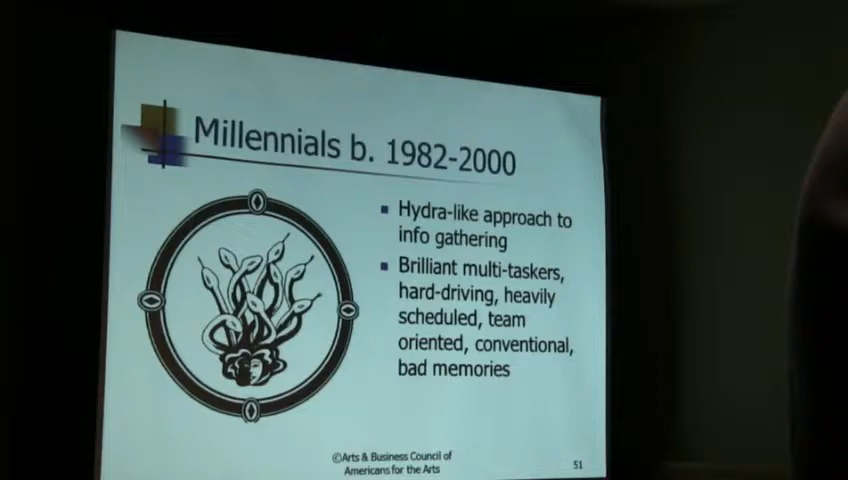 Millennials b. 1982-2000
Hydra-like approach to
info gathering
Brilliant multi-taskers,
hard-driving, heavily
scheduled, team
oriented, conventional,
bad memories
©Arts & Business Council of
Americans for the Arts
51